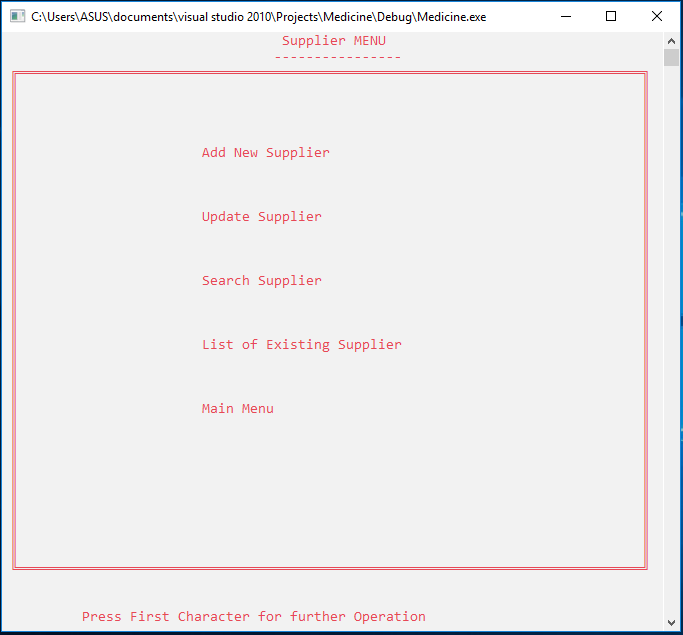 C:\Users\ASUS\documents\visual studio 2010\Projects\Medicine\Debug\Medicine.exe
Supplier MENU
----------------
Add New Supplier
Update Supplier
Search Supplier
List of Existing Supplier
Main Menu
Press First Character for further Operation